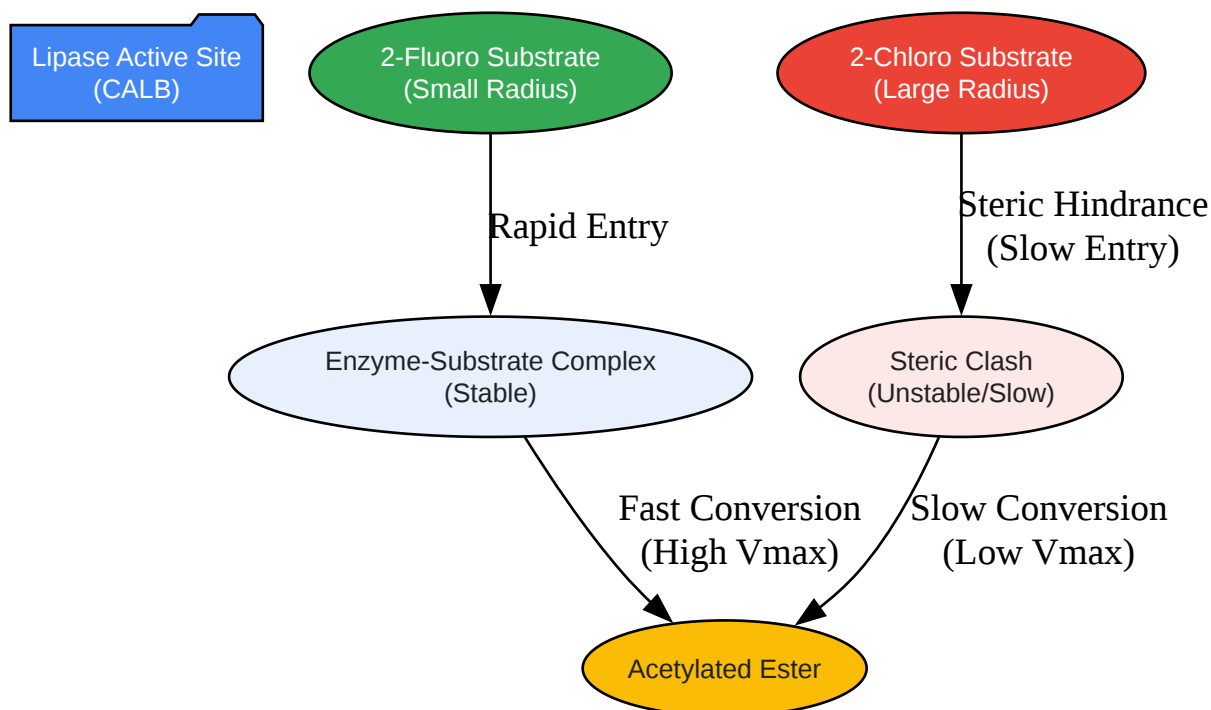 Lipase Active Site
(CALB)
2-Fluoro Substrate
(Small Radius)
2-Chloro Substrate
(Large Radius)
Rapid Entry
Steric Hindrance
(Slow Entry)
Enzyme-Substrate Complex
(Stable)
Steric Clash
(Unstable/Slow)
Fast Conversion
(High Vmax)
Slow Conversion
(Low Vmax)
Acetylated Ester